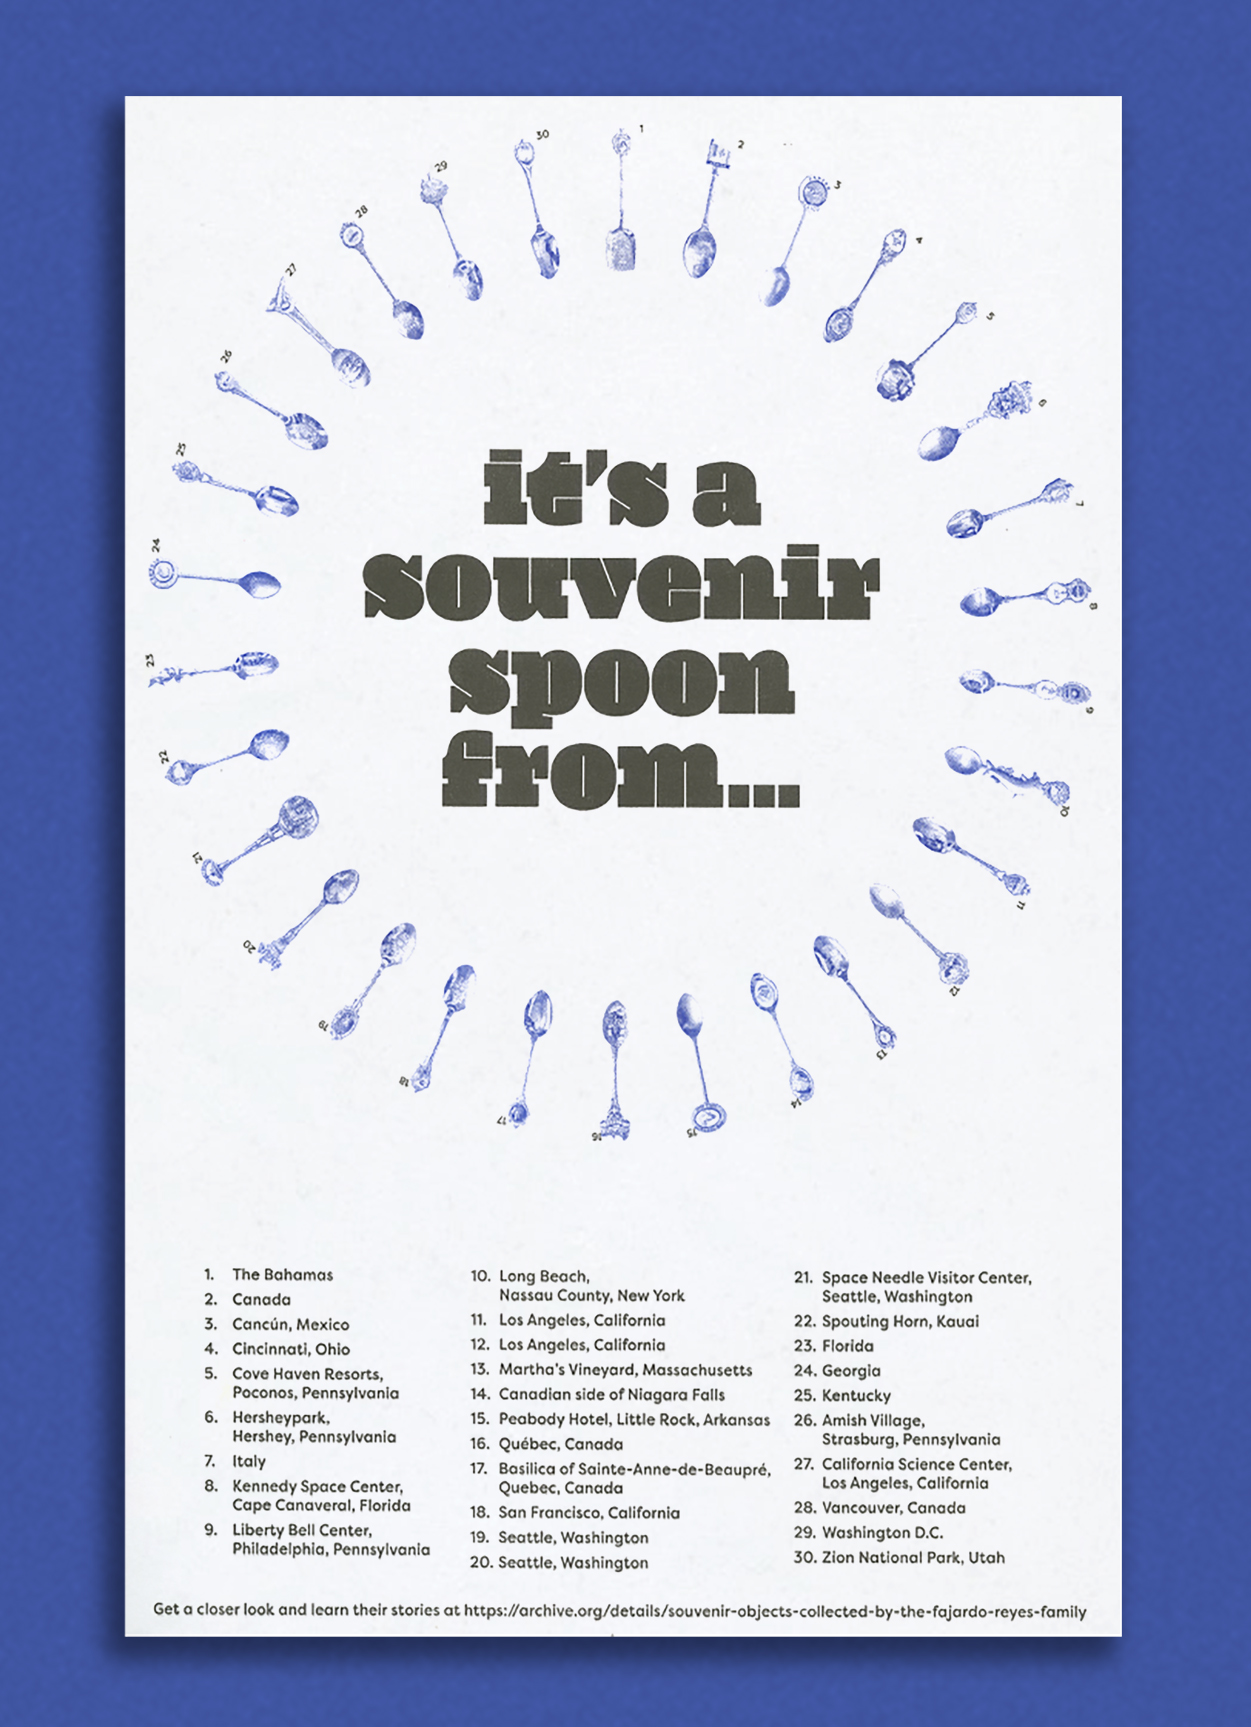 30
1
2
29
3
28
4
27
5
26
6
25
7
24
8
23
9
22
10
21
11
20
12
19
13
18
14
17
16
15
it's a
souvenir
spoon
from...
1. The Bahamas
2. Canada
3. Cancún, Mexico
4. Cincinnati, Ohio
5. Cove Haven Resorts,
Poconos, Pennsylvania
6. Hersheypark,
Hershey, Pennsylvania
7. Italy
8. Kennedy Space Center,
Cape Canaveral, Florida
9. Liberty Bell Center,
Philadelphia, Pennsylvania
10. Long Beach,
Nassau County, New York
11. Los Angeles, California
12. Los Angeles, California
13. Martha's Vineyard, Massachusetts
14. Canadian side of Niagara Falls
15. Peabody Hotel, Little Rock, Arkansas
16. Québec, Canada
17. Basilica of Sainte-Anne-de-Beaupré,
Quebec, Canada
18. San Francisco, California
19. Seattle, Washington
20. Seattle, Washington
21. Space Needle Visitor Center,
Seattle, Washington
22. Spouting Horn, Kauai
23. Florida
24. Georgia
25. Kentucky
26. Amish Village,
Strasburg, Pennsylvania
27. California Science Center,
Los Angeles, California
28. Vancouver, Canada
29. Washington D.C.
30. Zion National Park, Utah
Get a closer look and learn their stories at https://archive.org/details/souvenir-objects-collected-by-the-fajardo-reyes-family